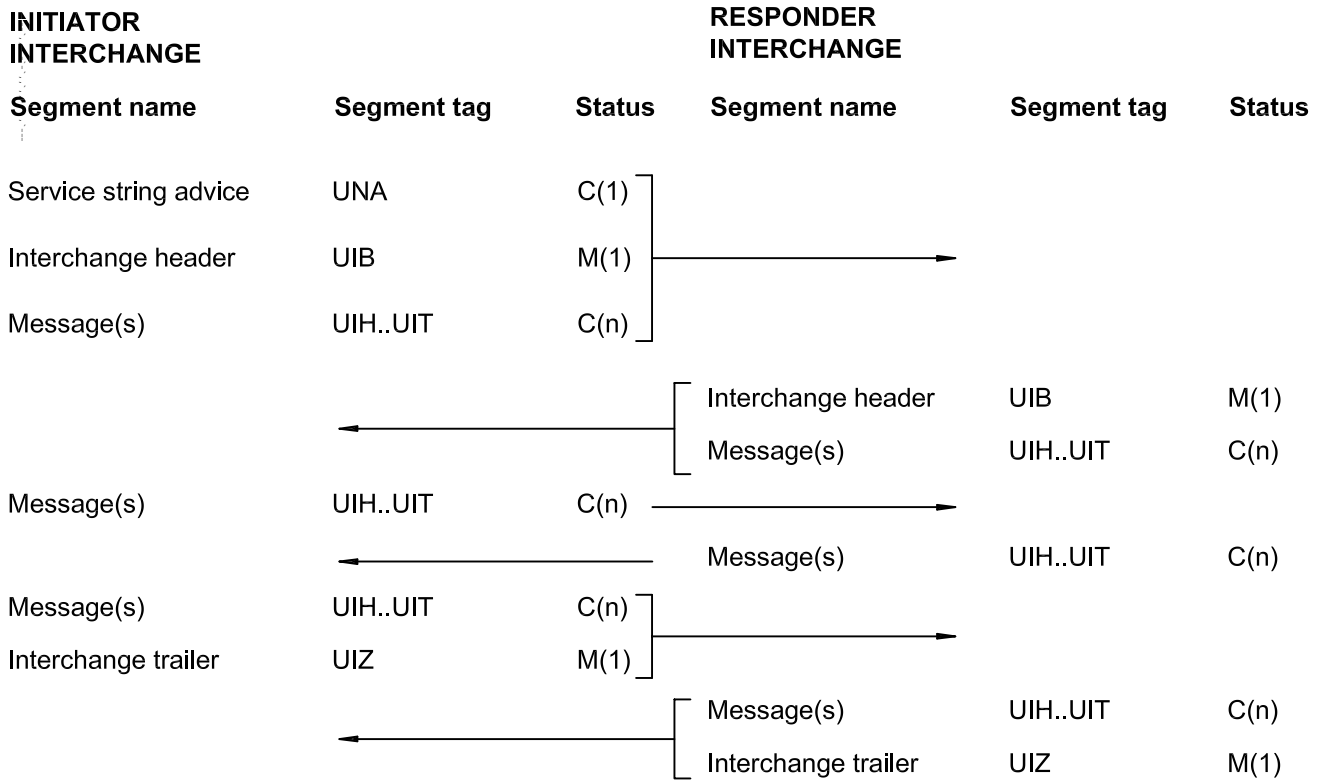 INITIATOR INTERCHANGE RESPONDER INTERCHANGE
Segment name Segment tag Status Segment name Segment tag Status
Service string advice UNA C(1)
Interchange header UIB M(1)
Message(s) UIH..UIT C(n)
Interchange header UIB M(1)
Message(s) UIH..UIT C(n)
Message(s) UIH..UIT C(n)
Message(s) UIH..UIT C(n)
Message(s) UIH..UIT C(n)
Interchange trailer UIZ M(1)
Message(s) UIH..UIT C(n)
Interchange trailer UIZ M(1)